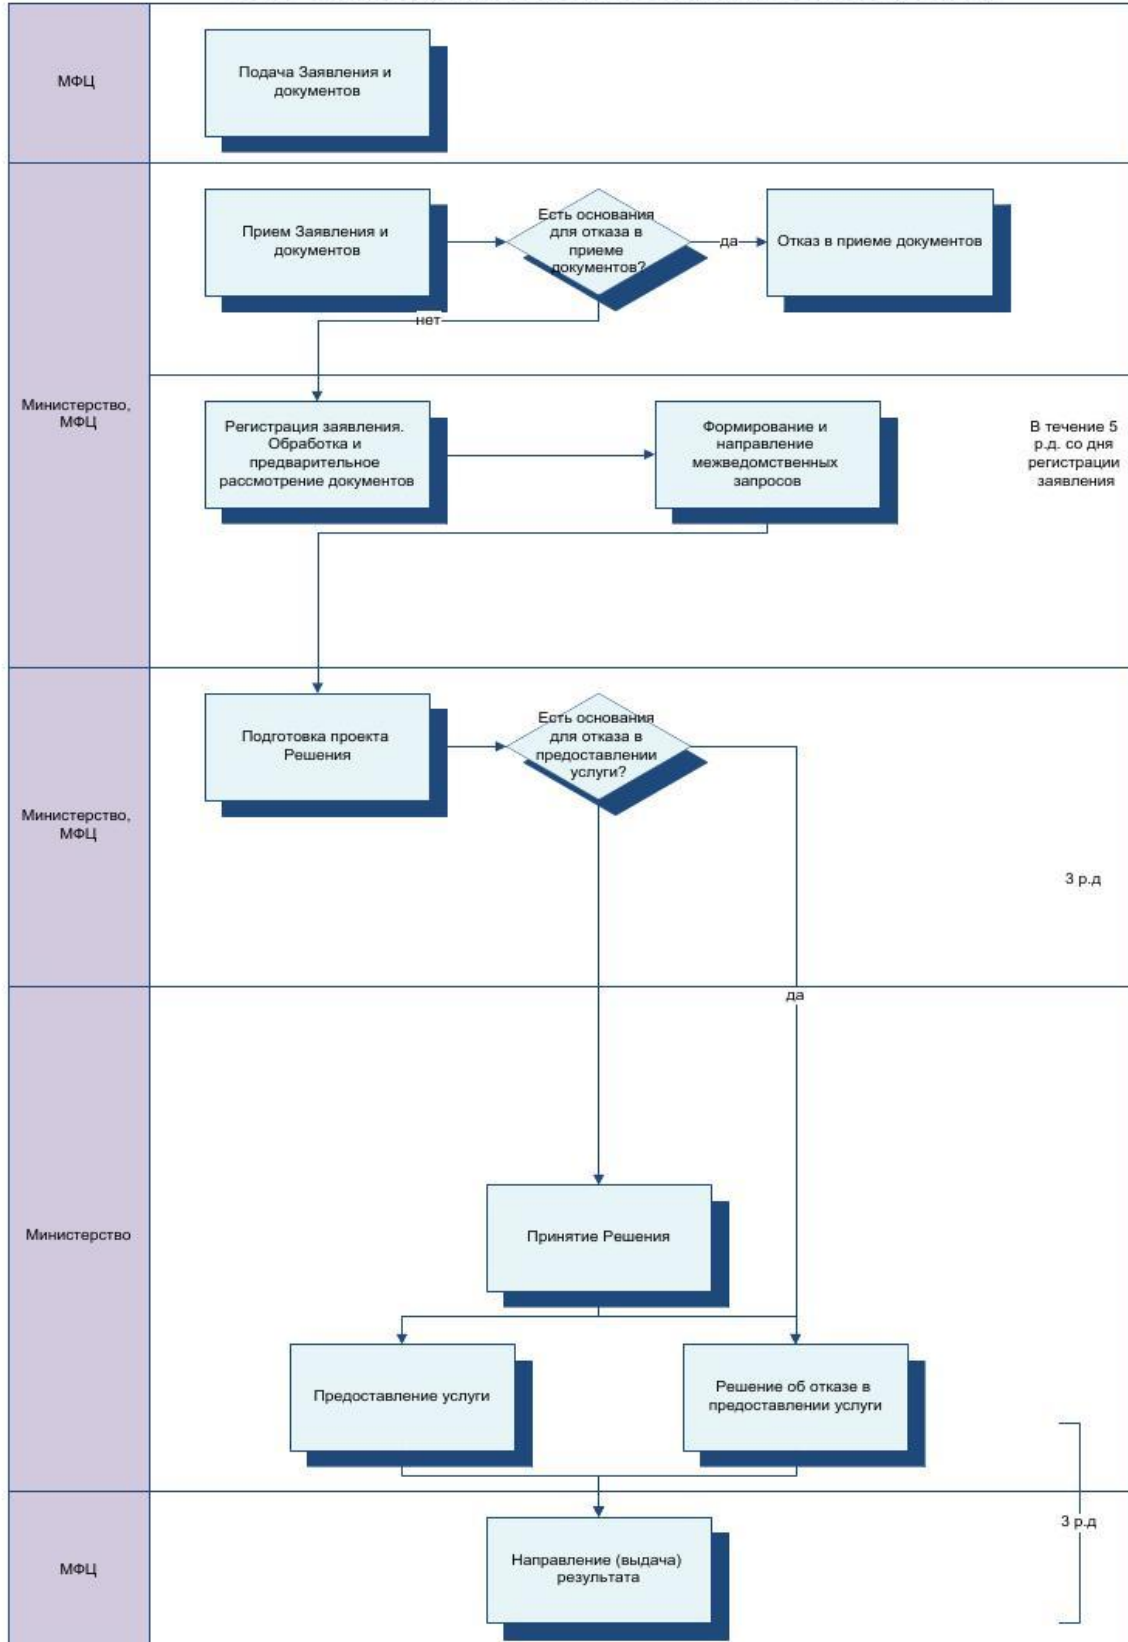 МФЦ
Подача Заявления и
документов
Прием Заявления и
документов
Есть основания
для отказа в
приеме
документов?
да
Отказ в приеме документов
нет
Министерство,
МФЦ
Регистрация заявления.
Обработка и
предварительное
рассмотрение документов
Формирование и
направление
межведомственных
запросов
В течение 5
р.д. со дня
регистрации
заявления
Подготовка проекта
Решения
Есть основания
для отказа в
предоставлении
услуги?
Министерство,
МФЦ
3 р.д
да
Министерство
Принятие Решения
Предоставление услуги
Решение об отказе в
предоставлении услуги
3 р.д
МФЦ
Направление (выдача)
результата